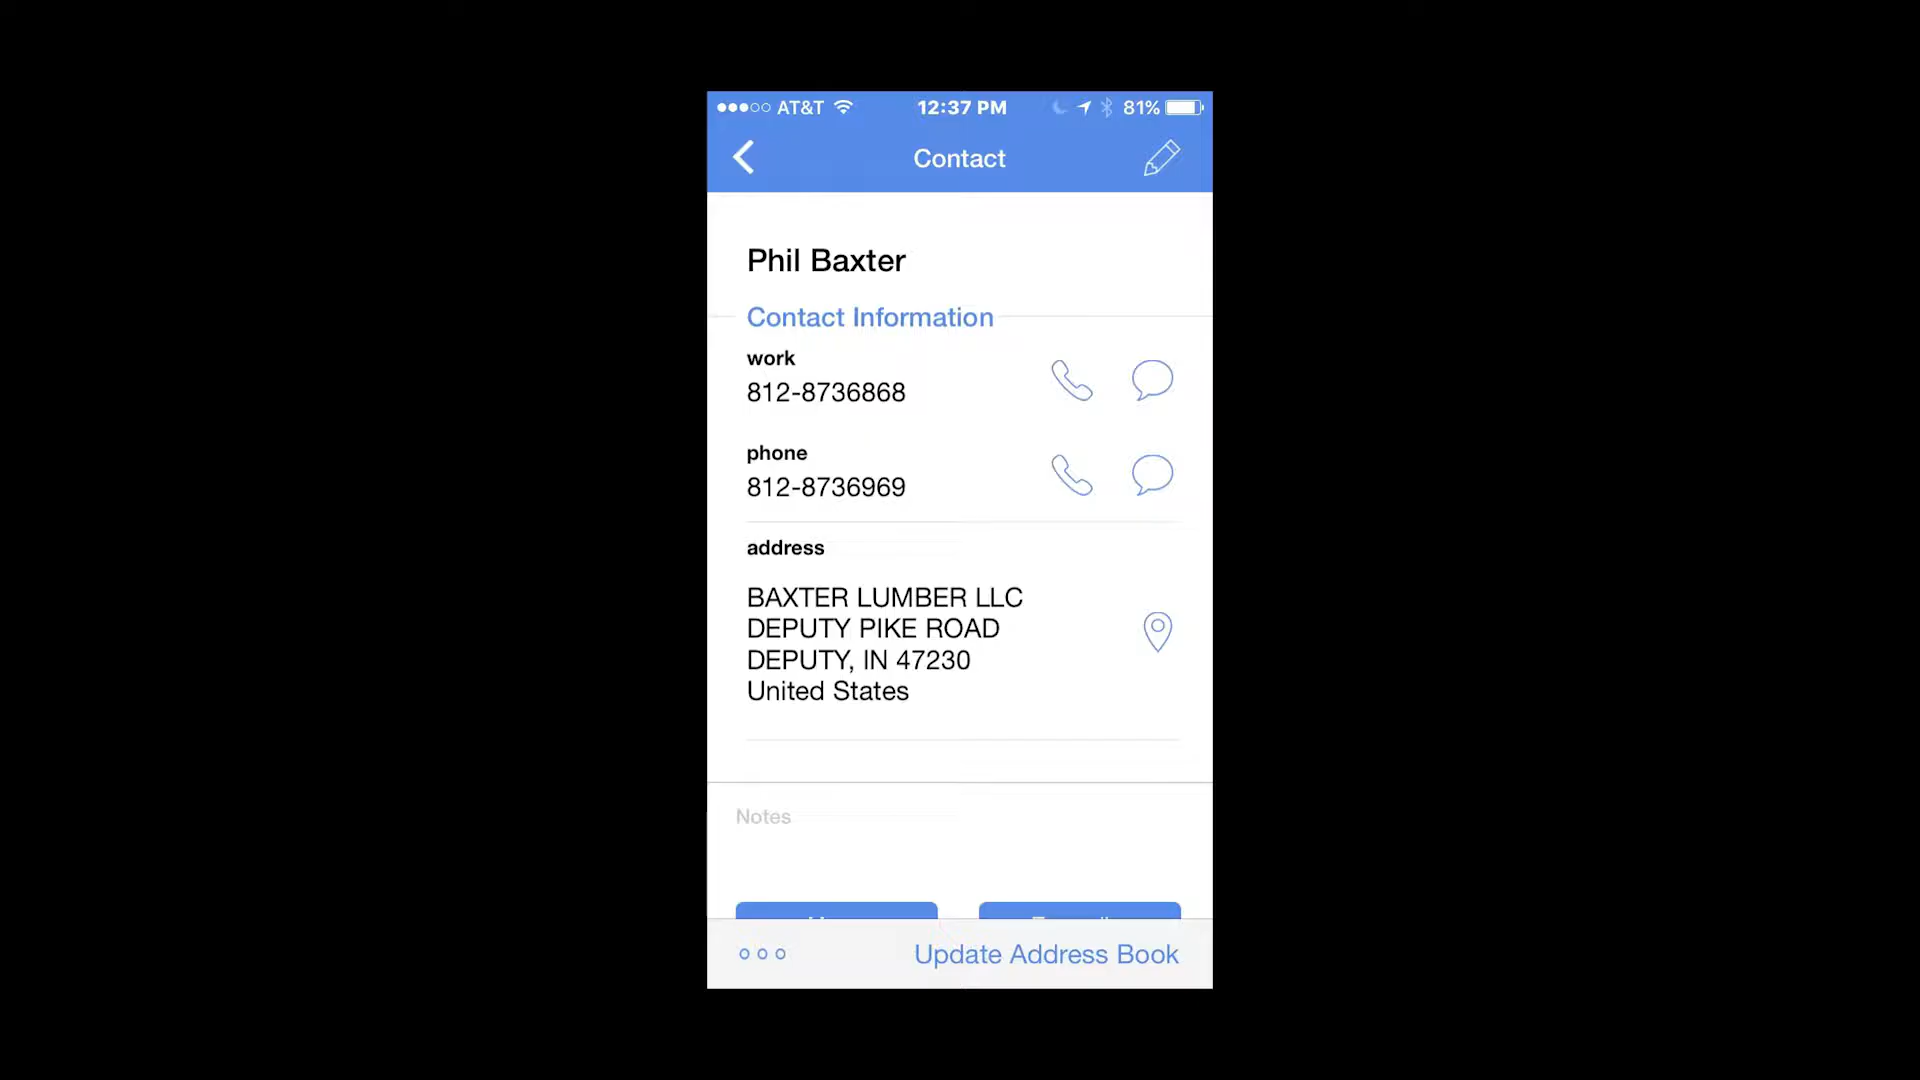 AT&T 12:37 PM 81%
Contact
Phil Baxter
Contact Information
work
812-8736868
phone
812-8736969
address
BAXTER LUMBER LLC
DEPUTY PIKE ROAD
DEPUTY, IN 47230
United States
Notes
Update Address Book